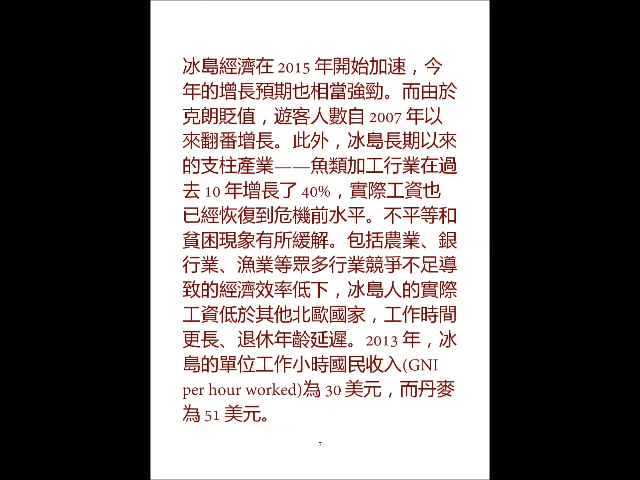 冰島經濟在 2015 年開始加速，今
年的增長預期也相當強勁。而由於
克朗貶值，遊客人數自 2007 年以
來翻番增長。此外，冰島長期以來
的支柱產業——魚類加工行業在過
去 10 年增長了 40%，實際工資也
已經恢復到危機前水平。不平等和
貧困現象有所緩解。包括農業、銀
行業、漁業等眾多行業競爭不足導
致的經濟效率低下，冰島人的實際
工資低於其他北歐國家，工作時間
更長、退休年齡延遲。2013 年，冰
島的單位工作小時國民收入(GNI
per hour worked)為 30 美元，而丹麥
為 51 美元。
7